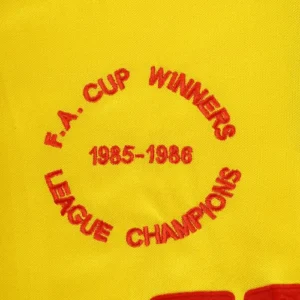 F.A. CUP WINNERS
1985-1986
LEAGUE CHAMPIONS